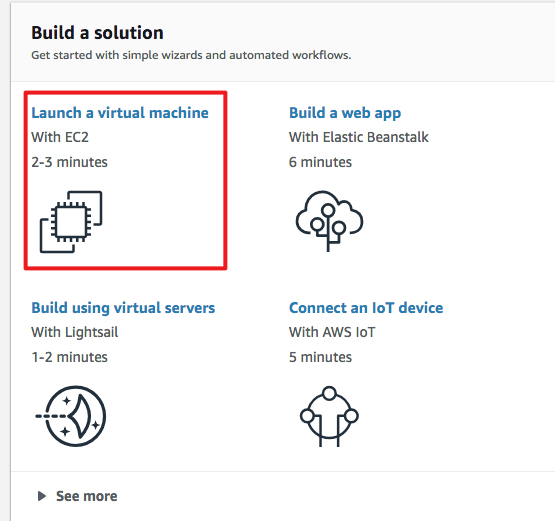 Build a solution
Get started with simple wizards and automated workflows.
Launch a virtual machine
With EC2
2-3 minutes
Build a web app
With Elastic Beanstalk
6 minutes
Build using virtual servers
With Lightsail
1-2 minutes
Connect an IoT device
With AWS IoT
5 minutes
See more